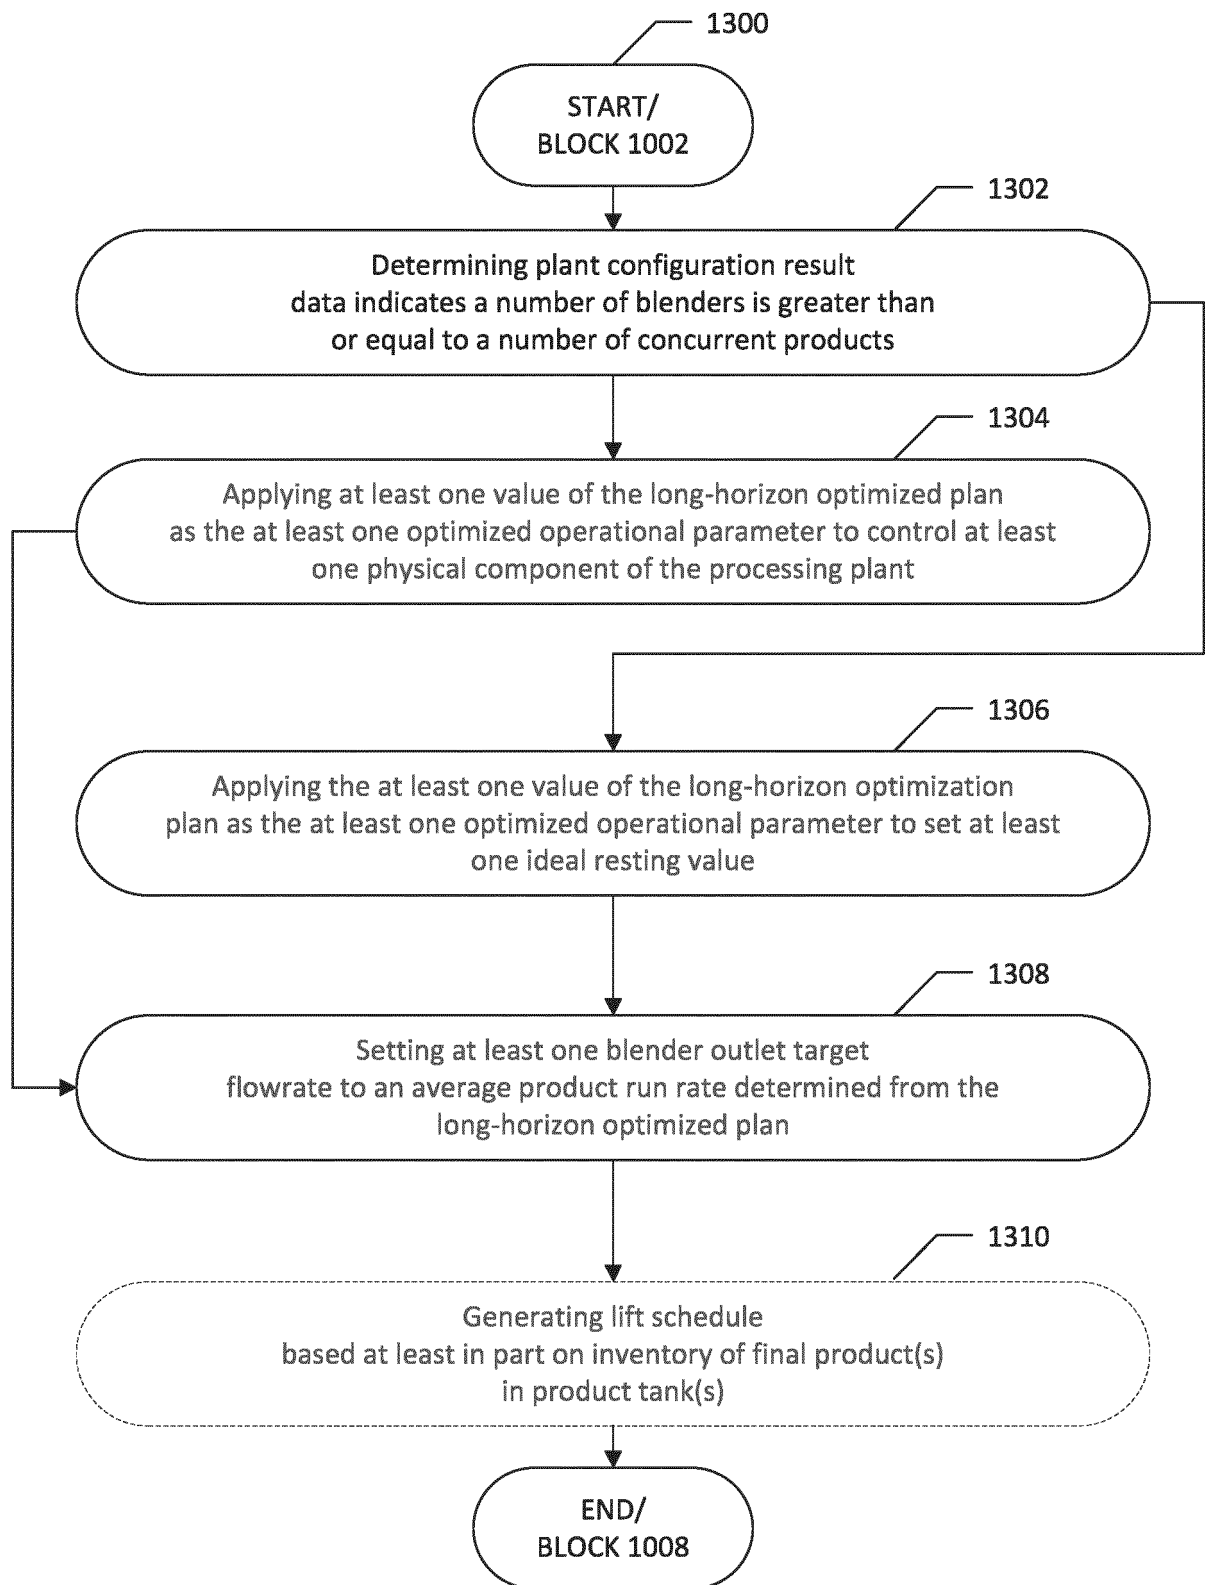 1300
START/
BLOCK 1002
1302
Determining plant configuration result
data indicates a number of blenders is greater than
or equal to a number of concurrent products
1304
Applying at least one value of the long-horizon optimized plan
as the at least one optimized operational parameter to control at least
one physical component of the processing plant
1306
Applying the at least one value of the long-horizon optimization
plan as the at least one optimized operational parameter to set at least
one ideal resting value
1308
Setting at least one blender outlet target
flowrate to an average product run rate determined from the
long-horizon optimized plan
1310
Generating lift schedule
based at least in part on inventory of final product(s)
in product tank(s)
END/
BLOCK 1008